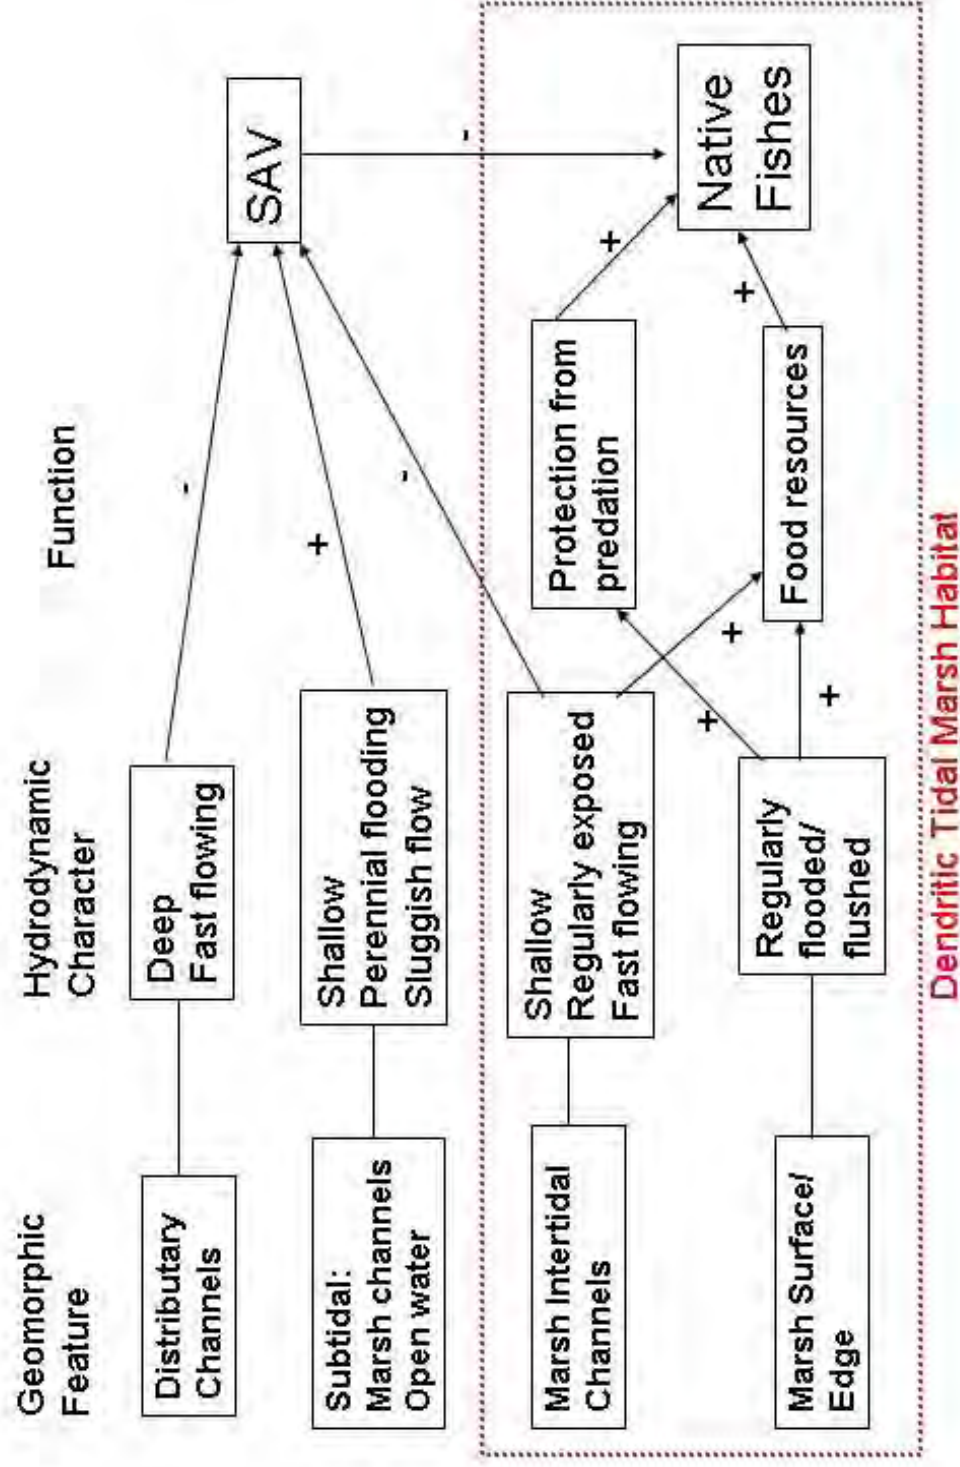 Geomorphic
Feature
Hydrodynamic
Character
Function
Distributary
Channels
Deep
Fast flowing
-
SAV
Subtidal:
Marsh channels
Open water
Shallow
Perennial flooding
Sluggish flow
+
-
-
Marsh Intertidal
Channels
Shallow
Regularly exposed
Fast flowing
Protection from
predation
+
Native
Fishes
Marsh Surface/
Edge
Regularly
flooded/
flushed
+
+
+
Food resources
+
Dendritic Tidal Marsh Habitat